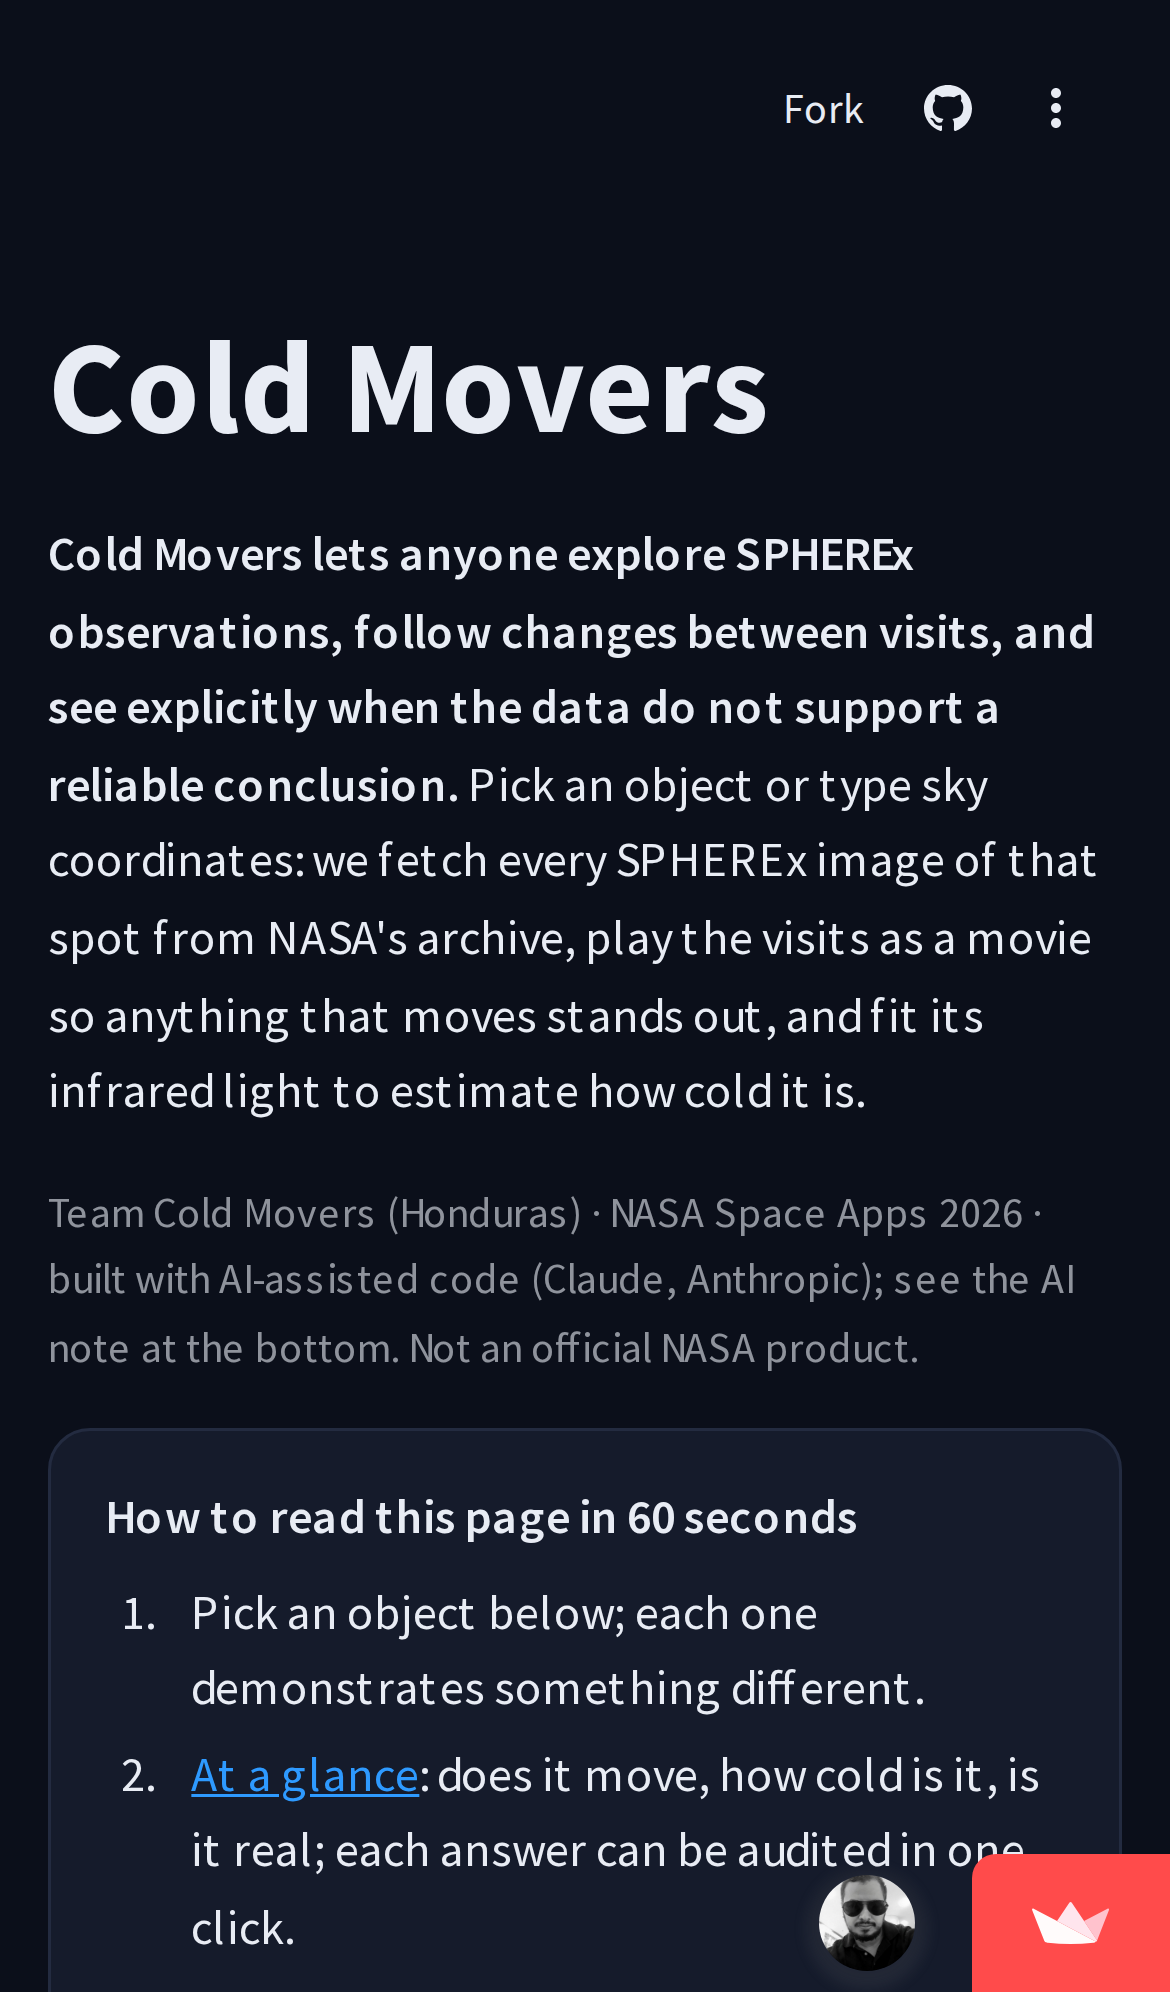 Fork
Cold Movers
Cold Movers lets anyone explore SPHEREx
observations, follow changes between visits, and
see explicitly when the data do not support a
reliable conclusion. Pick an object or type sky
coordinates: we fetch every SPHEREx image of that
spot from NASA's archive, play the visits as a movie
so anything that moves stands out, and fit its
infrared light to estimate how cold it is.
Team Cold Movers (Honduras) · NASA Space Apps 2026 ·
built with AI-assisted code (Claude, Anthropic); see the AI
note at the bottom. Not an official NASA product.
How to read this page in 60 seconds
1. Pick an object below; each one
demonstrates something different.
2. At a glance: does it move, how cold is it, is
it real; each answer can be audited in one
click.